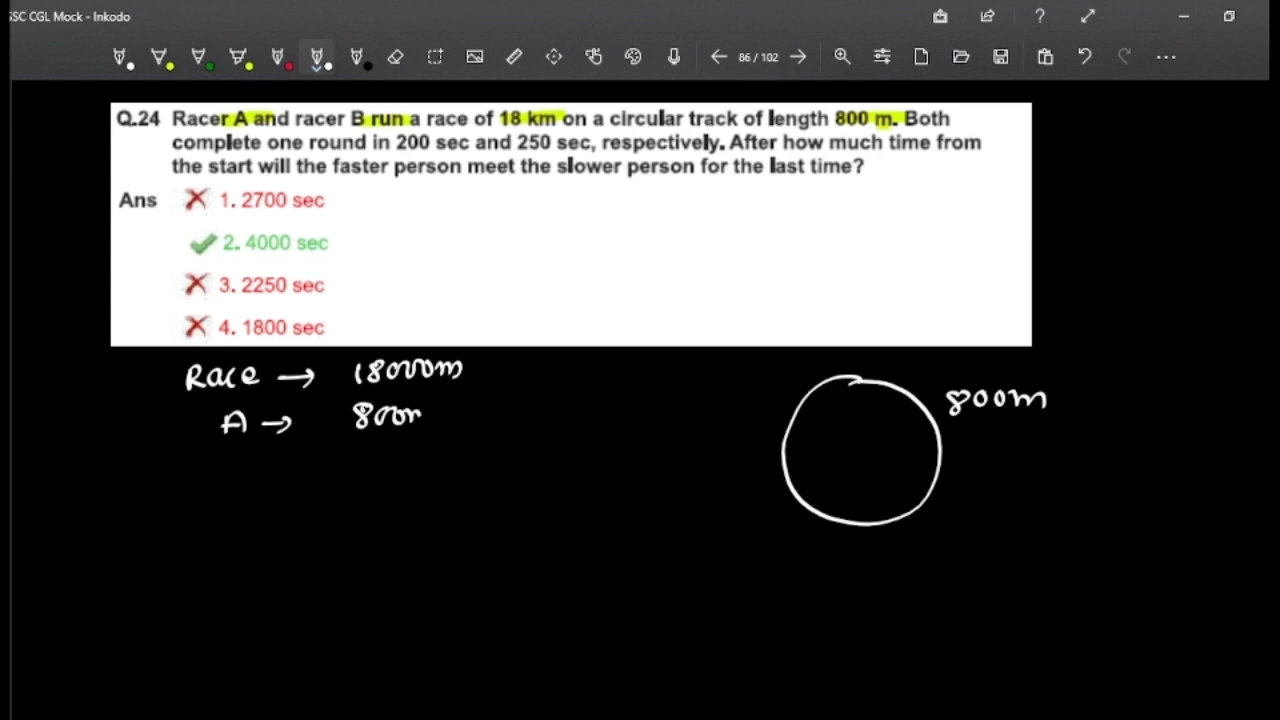 SSC CGL Mock - Inkodo
86 / 102
Q.24 Racer A and racer B run a race of 18 km on a circular track of length 800 m. Both
complete one round in 200 sec and 250 sec, respectively. After how much time from
the start will the faster person meet the slower person for the last time?
Ans 1. 2700 sec
2. 4000 sec
3. 2250 sec
4. 1800 sec
Race → 18000m
800m
A → 800m